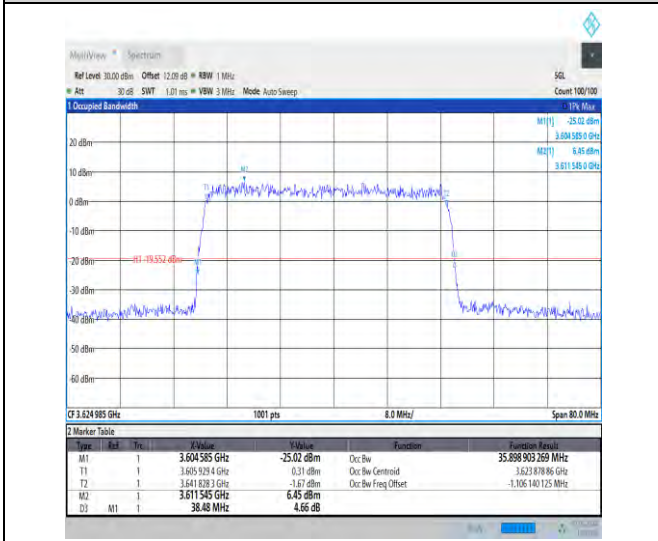 MultiView Spectrum
Ref Level 30.00 dBm Offset 12.09 dB RBW 1 MHz SGL
Att 30 dB SWT 1.01 ms VBW 3 MHz Mode Auto Sweep Count 100/100
1 Occupied Bandwidth 1Pk Max
M1[1] -25.02 dBm
3.604 585 0 GHz
M2[1] 6.45 dBm
3.611 545 0 GHz
20 dBm
10 dBm
M2
T1
T2
0 dBm
-10 dBm
-20 dBm H1 -19.552 dBm M1
-30 dBm
-40 dBm
-50 dBm
-60 dBm
CF 3.624 985 GHz 1001 pts 8.0 MHz/ Span 80.0 MHz
2 Marker Table
Type Ref Trc X-Value Y-Value Function Function Result
M1 1 3.604 585 GHz -25.02 dBm Occ Bw 35.898 903 269 MHz
T1 1 3.605 929 4 GHz 0.31 dBm Occ Bw Centroid 3.623 878 86 GHz
T2 1 3.641 828 3 GHz -1.67 dBm Occ Bw Freq Offset -1.106 140 125 MHz
M2 1 3.611 545 GHz 6.45 dBm
D3 M1 1 38.48 MHz 4.66 dB